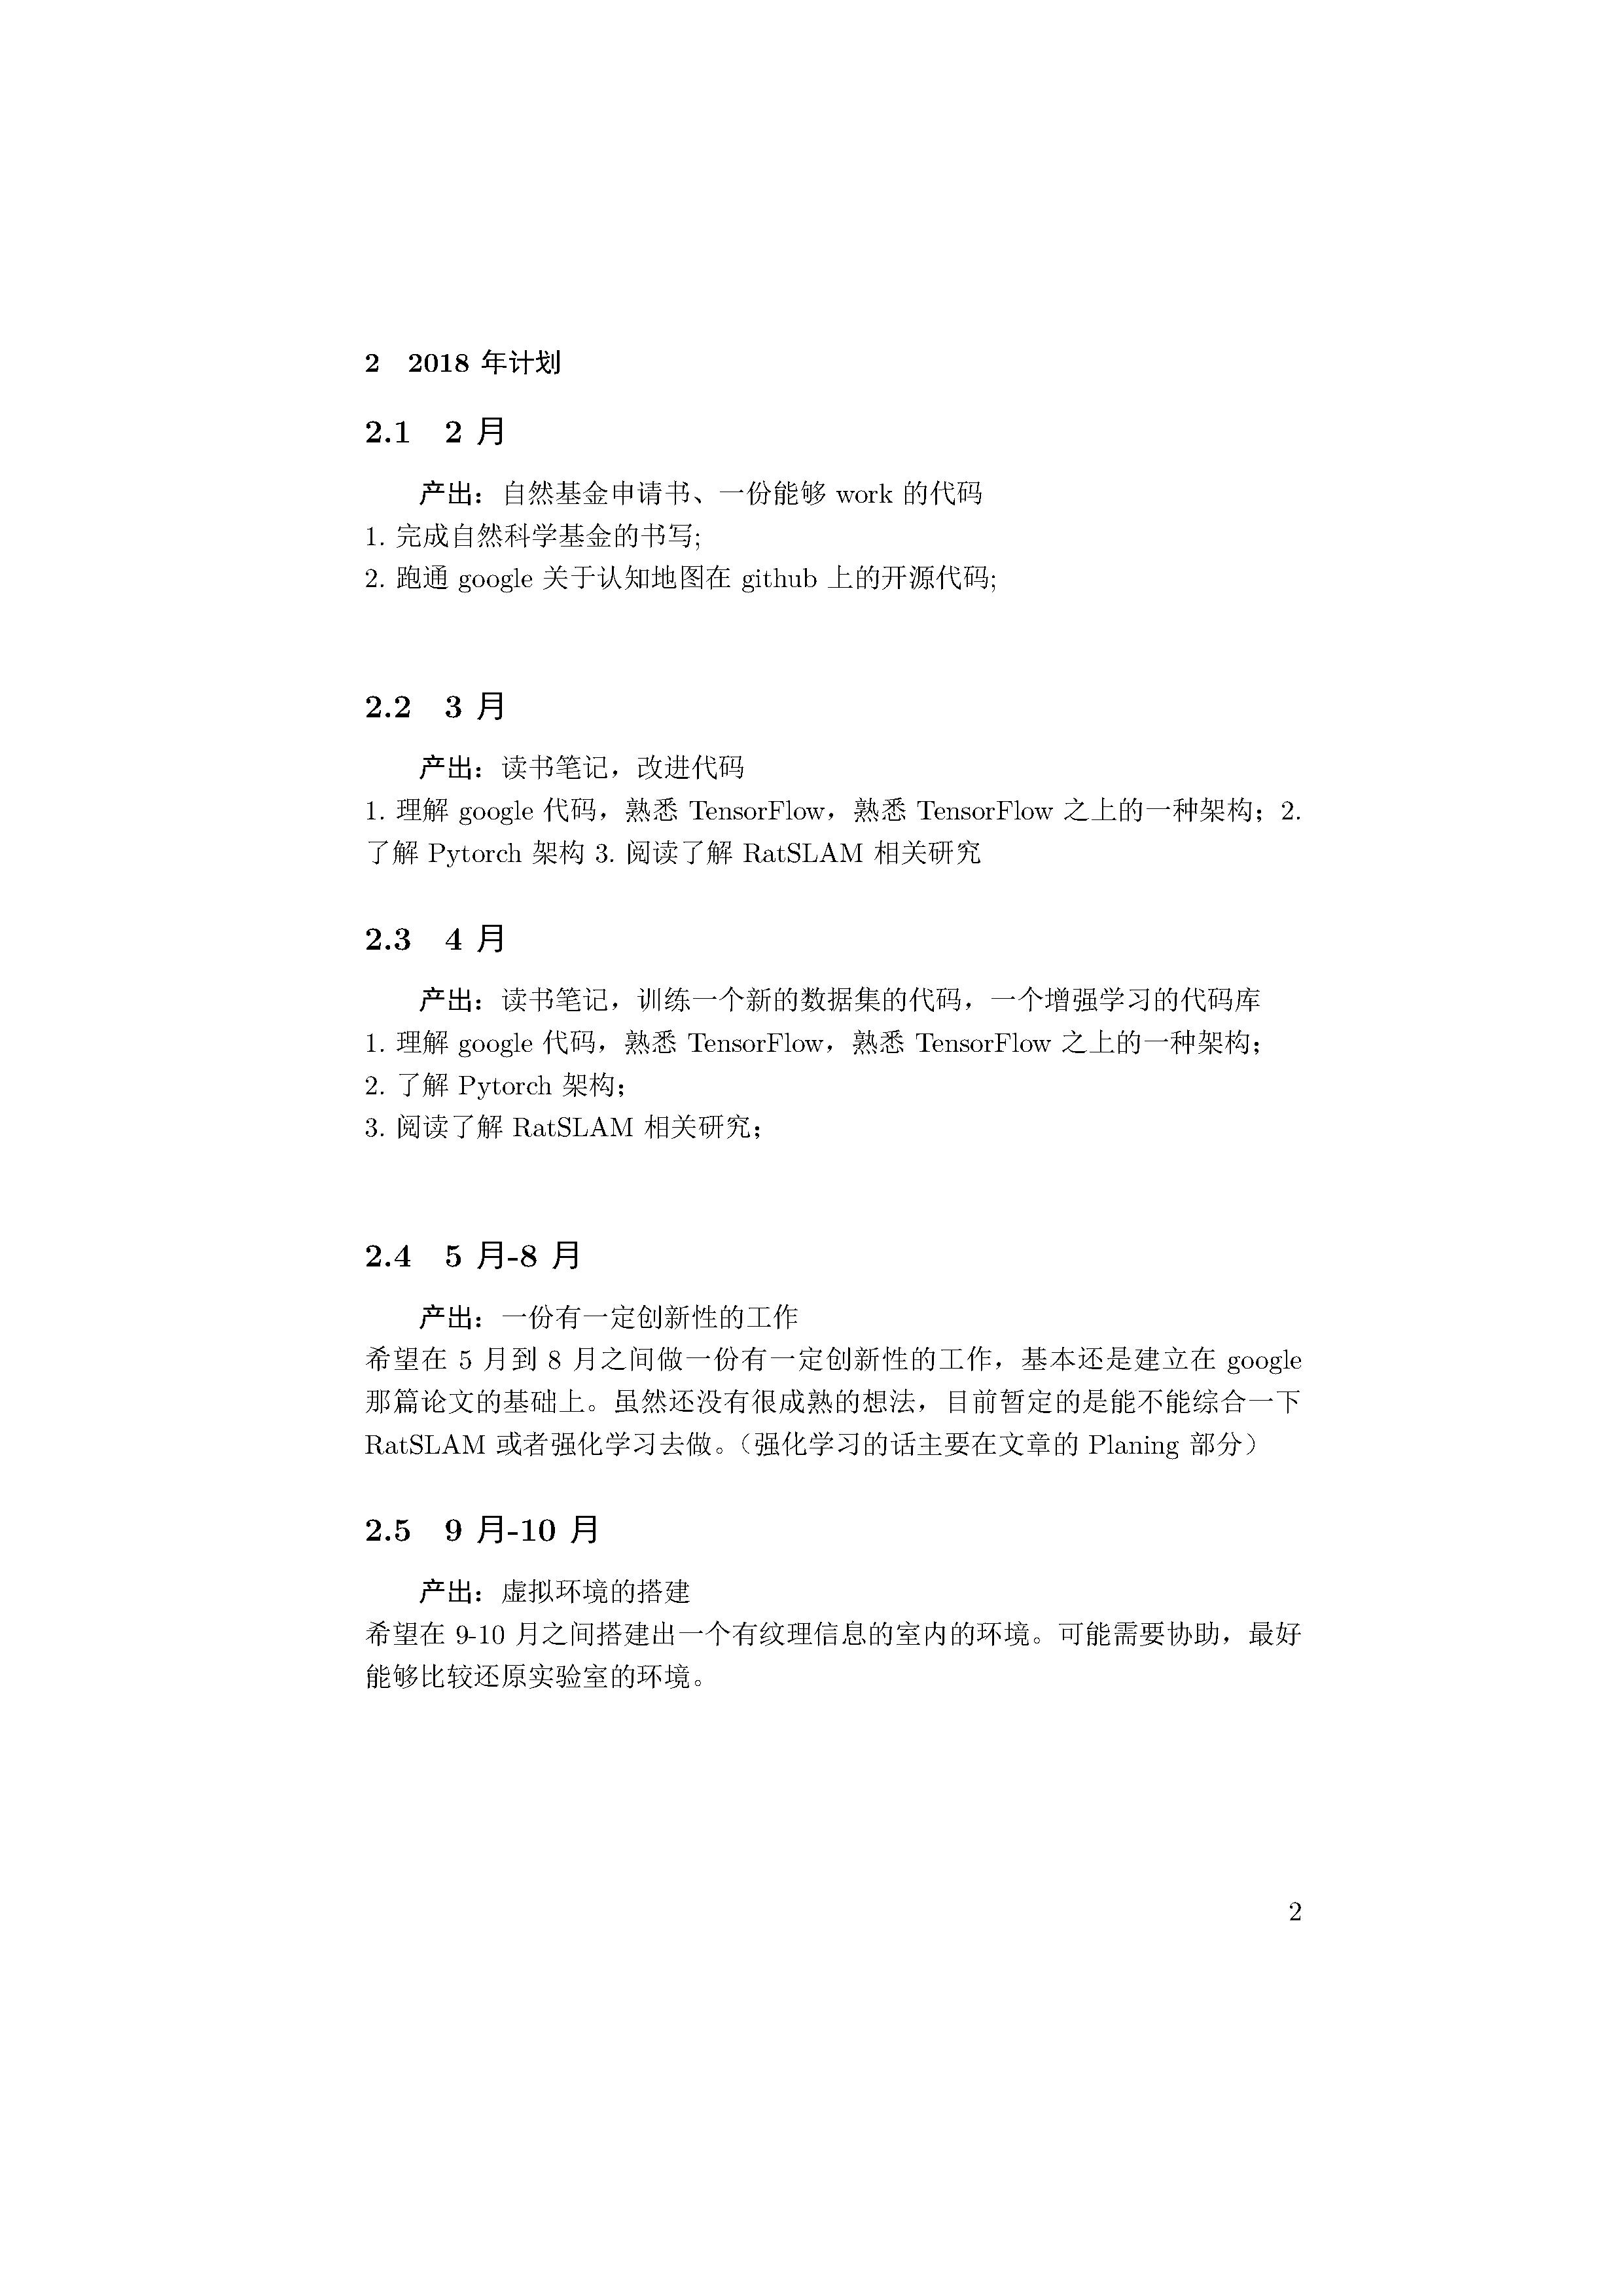 2 2018 年计划
2.1 2 月
产出：自然基金申请书、一份能够 work 的代码
1. 完成自然科学基金的书写;
2. 跑通 google 关于认知地图在 github 上的开源代码;
2.2 3 月
产出：读书笔记，改进代码
1. 理解 google 代码，熟悉 TensorFlow，熟悉 TensorFlow 之上的一种架构；2.
了解 Pytorch 架构 3. 阅读了解 RatSLAM 相关研究
2.3 4 月
产出：读书笔记，训练一个新的数据集的代码，一个增强学习的代码库
1. 理解 google 代码，熟悉 TensorFlow，熟悉 TensorFlow 之上的一种架构；
2. 了解 Pytorch 架构；
3. 阅读了解 RatSLAM 相关研究；
2.4 5 月-8 月
产出：一份有一定创新性的工作
希望在 5 月到 8 月之间做一份有一定创新性的工作，基本还是建立在 google
那篇论文的基础上。虽然还没有很成熟的想法，目前暂定的是能不能综合一下
RatSLAM 或者强化学习去做。（强化学习的话主要在文章的 Planing 部分）
2.5 9 月-10 月
产出：虚拟环境的搭建
希望在 9-10 月之间搭建出一个有纹理信息的室内的环境。可能需要协助，最好
能够比较还原实验室的环境。
2